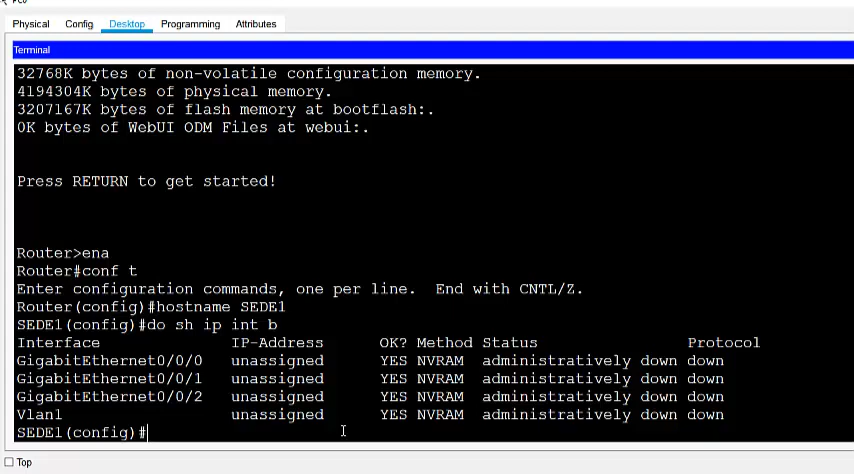 PC0
Physical Config Desktop Programming Attributes
Terminal
32768K bytes of non-volatile configuration memory.
4194304K bytes of physical memory.
3207167K bytes of flash memory at bootflash:.
0K bytes of WebUI ODM Files at webui:.
Press RETURN to get started!
Router>ena
Router#conf t
Enter configuration commands, one per line.  End with CNTL/Z.
Router(config)#hostname SEDE1
SEDE1(config)#do sh ip int b
Interface IP-Address OK? Method Status Protocol
GigabitEthernet0/0/0 unassigned YES NVRAM administratively down down
GigabitEthernet0/0/1 unassigned YES NVRAM administratively down down
GigabitEthernet0/0/2 unassigned YES NVRAM administratively down down
Vlan1 unassigned YES NVRAM administratively down down
SEDE1(config)#
Top